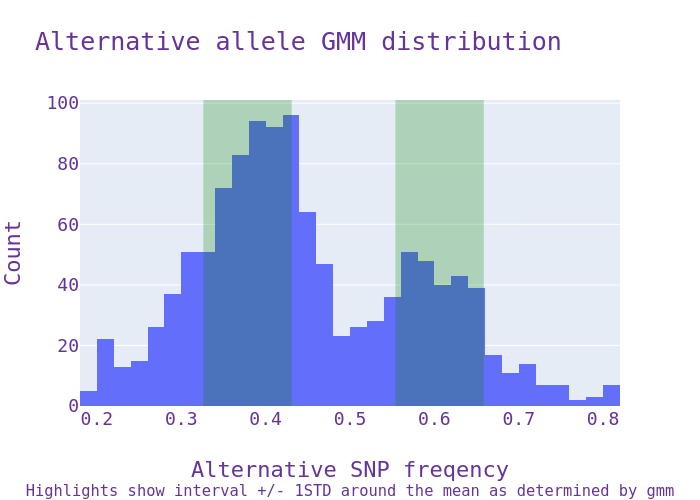 Alternative allele GMM distribution
100
80
60
40
20
0
Count
0.2 0.3 0.4 0.5 0.6 0.7 0.8
Alternative SNP freqency
Highlights show interval +/- 1STD around the mean as determined by gmm